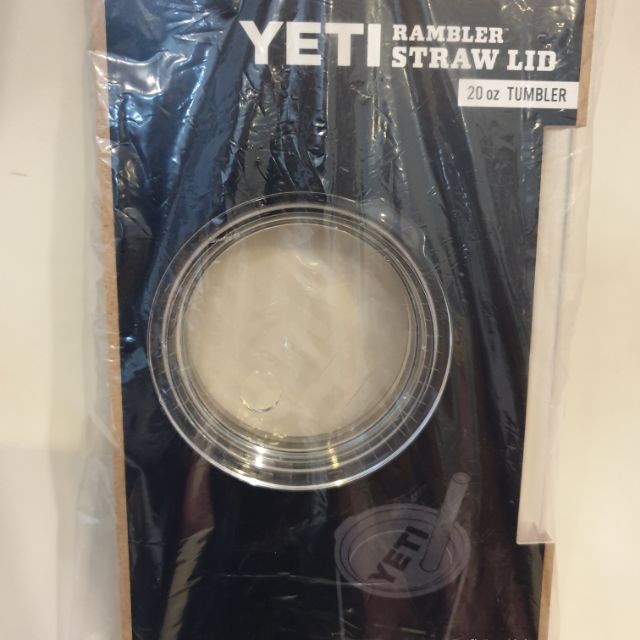 YETI RAMBLER
STRAW LID
20 oz TUMBLER
YETI